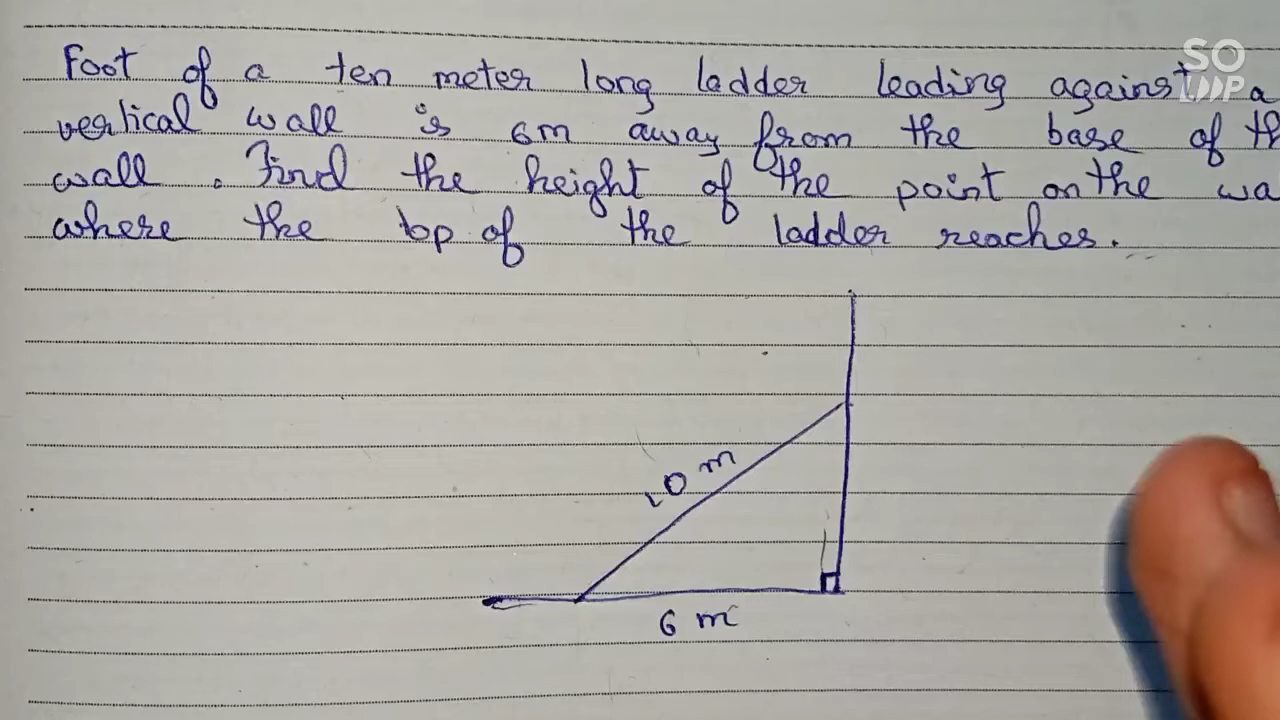 Foot of a ten meter long ladder leading against a
vertical wall is 6m away from the base of th
wall. Find the height of the point on the wa
where the top of the ladder reaches.
10 m
6 m
SO